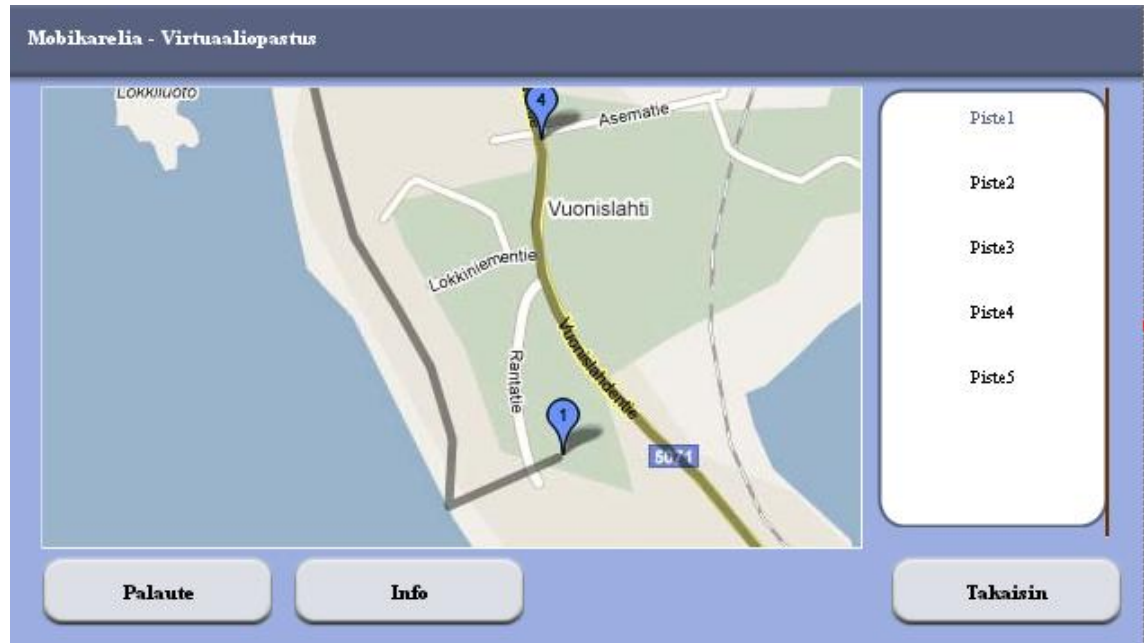 Mobikarelia - Virtuaaliopastus
Lokkiluoto
4
Asematie
Vuonislahti
Lokkiniementie
Vuonislahdentie
Rantatie
1
5071
Piste1
Piste2
Piste3
Piste4
Piste5
Palaute
Info
Takaisin